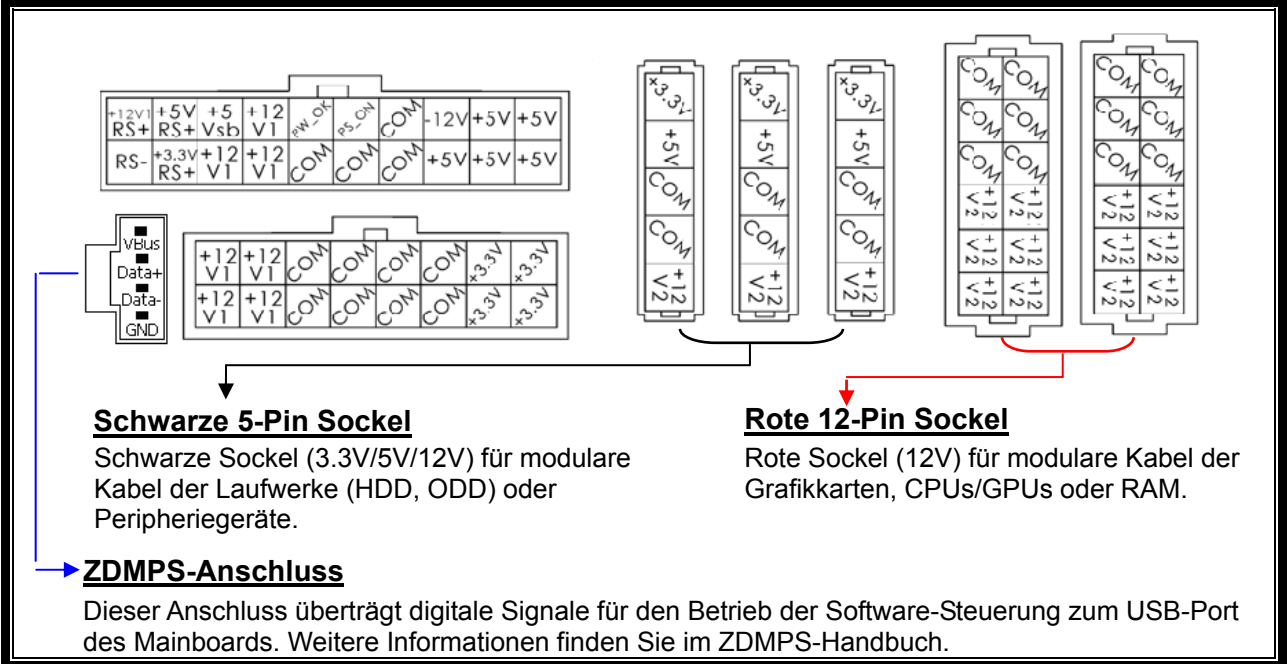 +12V1 RS+ +5V RS+ +5 Vsb +12 V1 PW_OK PS_ON COM -12V +5V +5V
RS- +3.3V RS+ +12 V1 +12 V1 COM COM COM +5V +5V +5V
VBus
Data+
Data-
GND
+12 V1 +12 V1 COM COM COM COM +3.3V +3.3V
+12 V1 +12 V1 COM COM COM COM +3.3V +3.3V
+3.3V
+5V
COM
COM
+12 V2
+3.3V
+5V
COM
COM
+12 V2
+3.3V
+5V
COM
COM
+12 V2
COM COM
COM COM
COM COM
+12 V2 +12 V2
+12 V2 +12 V2
+12 V2 +12 V2
COM COM
COM COM
COM COM
+12 V2 +12 V2
+12 V2 +12 V2
+12 V2 +12 V2
Schwarze 5-Pin Sockel
Schwarze Sockel (3.3V/5V/12V) für modulare
Kabel der Laufwerke (HDD, ODD) oder
Peripheriegeräte.
Rote 12-Pin Sockel
Rote Sockel (12V) für modulare Kabel der
Grafikkarten, CPUs/GPUs oder RAM.
ZDMPS-Anschluss
Dieser Anschluss überträgt digitale Signale für den Betrieb der Software-Steuerung zum USB-Port
des Mainboards. Weitere Informationen finden Sie im ZDMPS-Handbuch.